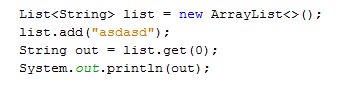 List<String> list = new ArrayList<>();
list.add("asdasd");
String out = list.get(0);
System.out.println(out);